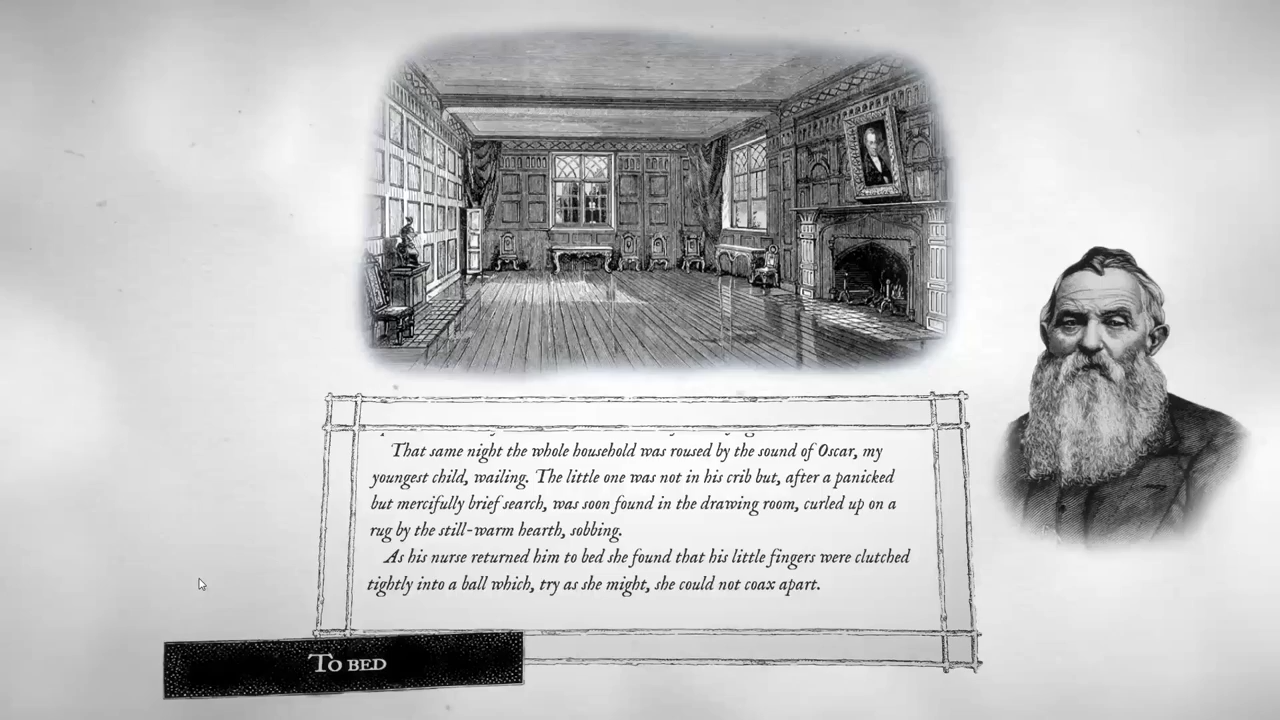 That same night the whole household was roused by the sound of Oscar, my
youngest child, wailing. The little one was not in his crib but, after a panicked
but mercifully brief search, was soon found in the drawing room, curled up on a
rug by the still-warm hearth, sobbing.
As his nurse returned him to bed she found that his little fingers were clutched
tightly into a ball which, try as she might, she could not coax apart.
To bed